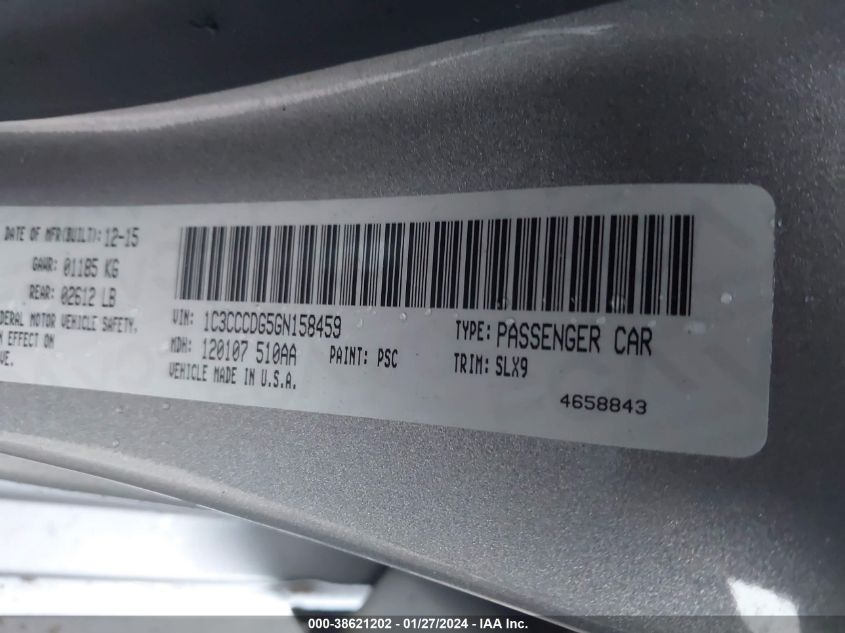 DATE OF MFR(BUILT): 12-15
GAWR: 01185 KG
REAR: 02612 LB
DERAL MOTOR VEHICLE SAFETY.
N EFFECT ON
VE.
VIN: 1C3CCCDG5GN158459
TYPE: PASSENGER CAR
MDH: 120107 510AA
PAINT: PSC
TRIM: SLX9
VEHICLE MADE IN U.S.A.
4658843
000-38621202 - 01/27/2024 - IAA Inc.